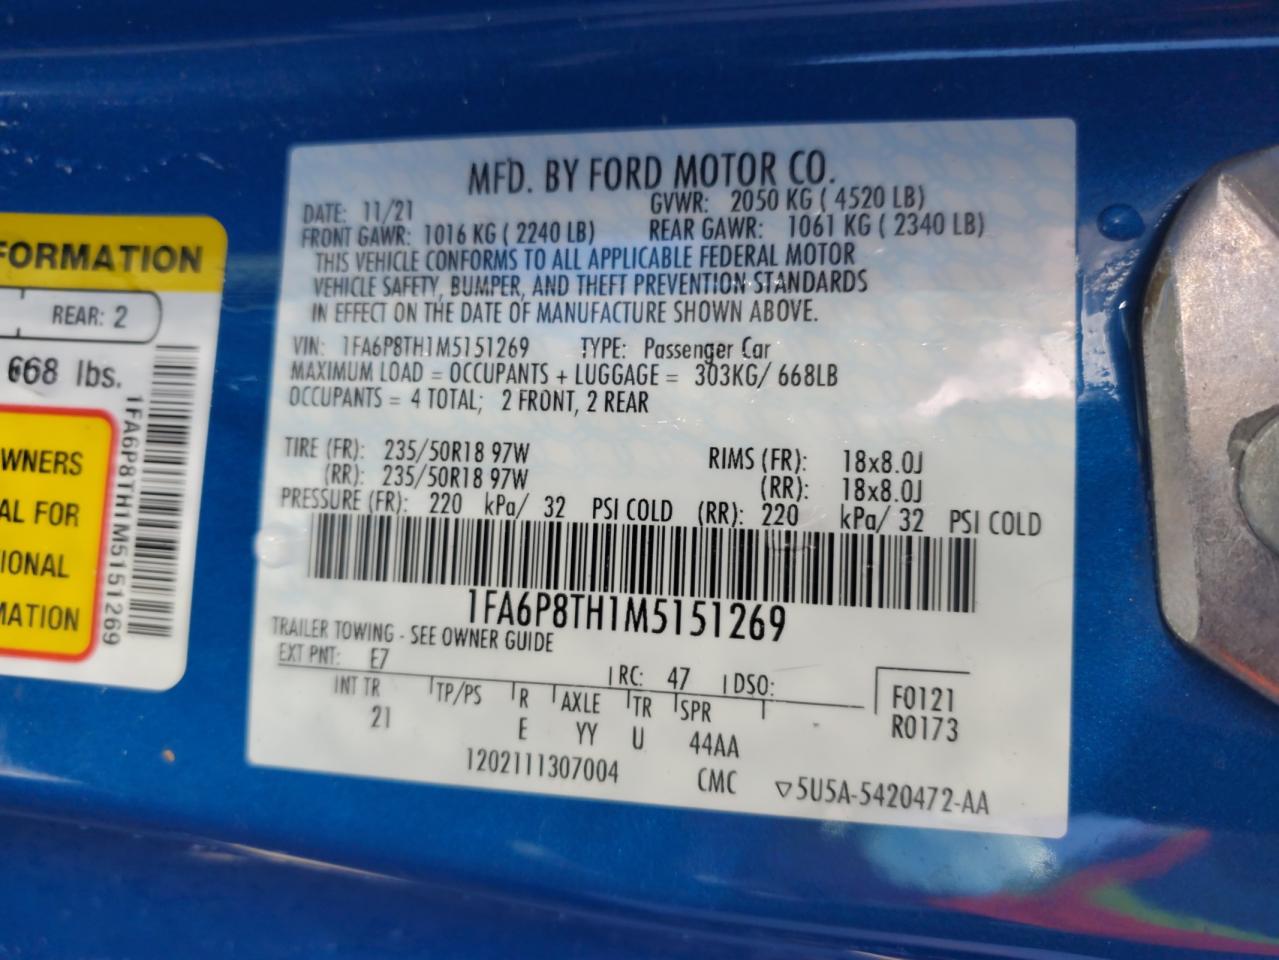 FORMATION
REAR: 2
668 lbs.
WNERS
AL FOR
IONAL
MATION
1FA6P8TH1M5151269
MFD. BY FORD MOTOR CO.
DATE: 11/21 GVWR: 2050 KG ( 4520 LB)
FRONT GAWR: 1016 KG ( 2240 LB) REAR GAWR: 1061 KG ( 2340 LB)
THIS VEHICLE CONFORMS TO ALL APPLICABLE FEDERAL MOTOR
VEHICLE SAFETY, BUMPER, AND THEFT PREVENTION STANDARDS
IN EFFECT ON THE DATE OF MANUFACTURE SHOWN ABOVE.
VIN: 1FA6P8TH1M5151269 TYPE: Passenger Car
MAXIMUM LOAD = OCCUPANTS + LUGGAGE = 303KG/ 668LB
OCCUPANTS = 4 TOTAL; 2 FRONT, 2 REAR
TIRE (FR): 235/50R18 97W RIMS (FR): 18x8.0J
(RR): 235/50R18 97W (RR): 18x8.0J
PRESSURE (FR): 220 kPa/ 32 PSI COLD (RR): 220 kPa/ 32 PSI COLD
1FA6P8TH1M5151269
TRAILER TOWING - SEE OWNER GUIDE
EXT PNT: E7 RC: 47 DSO:
INT TR TP/PS R AXLE TR SPR F0121
21 E YY U 44AA R0173
1202111307004 CMC ▽5U5A-5420472-AA